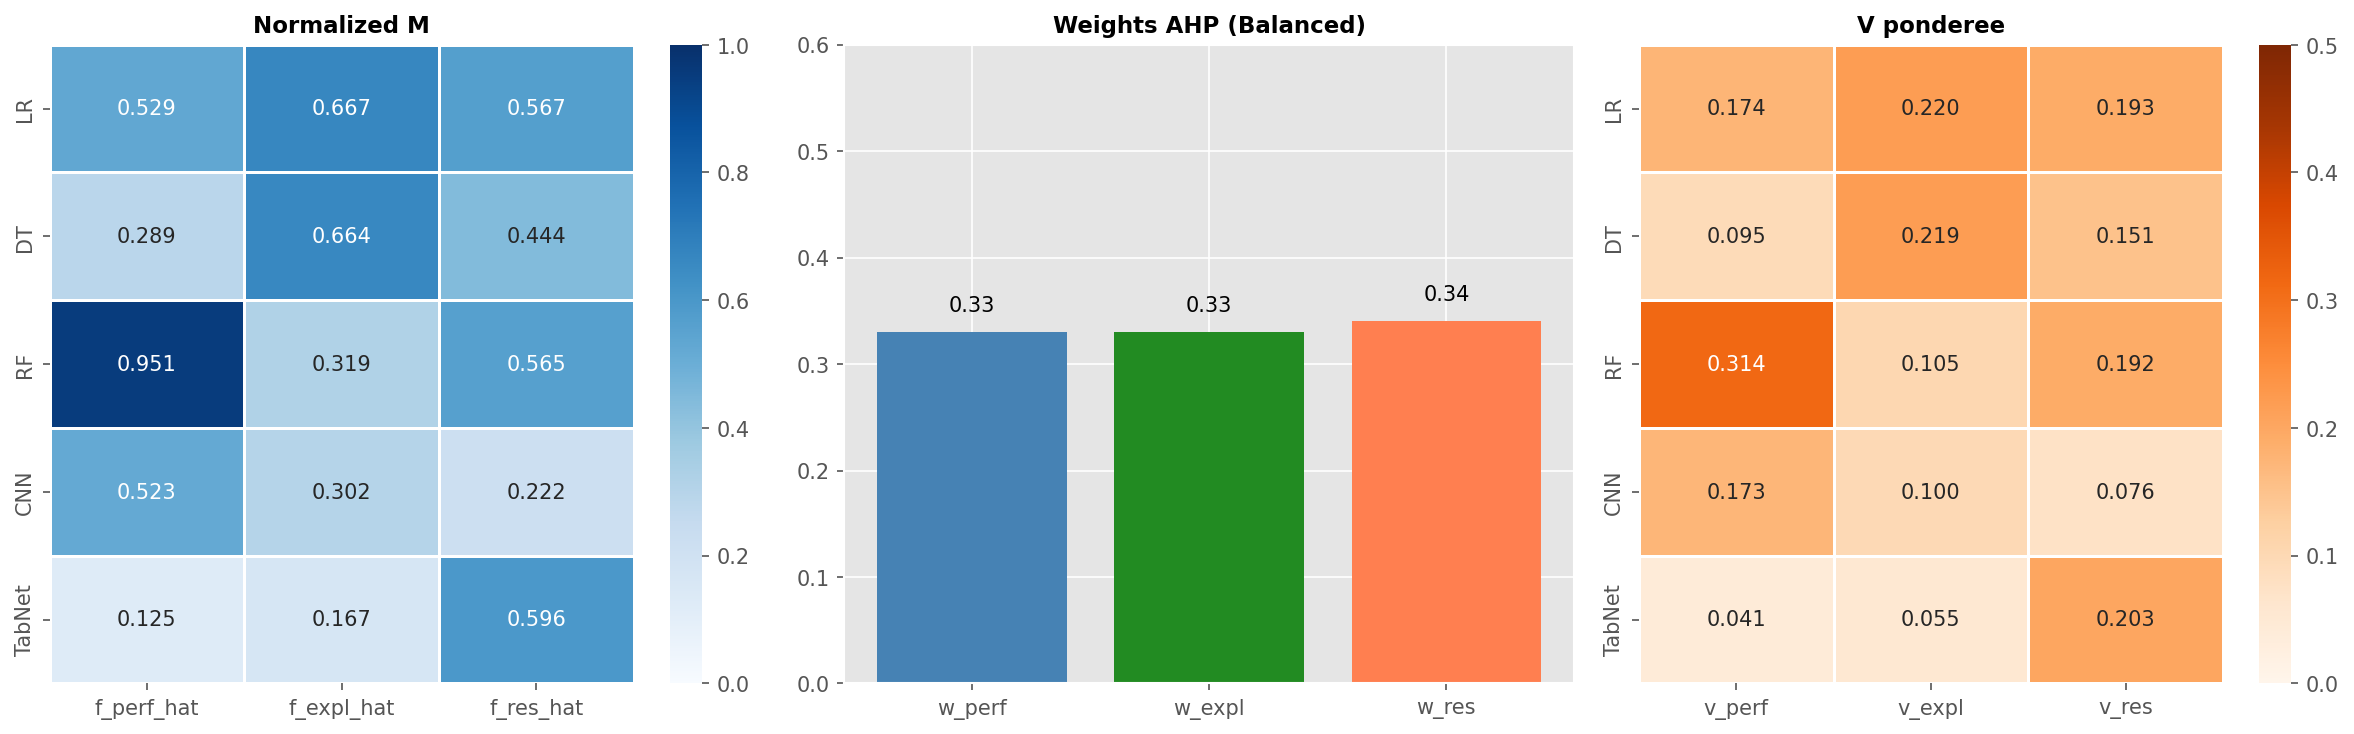 Normalized M
LR
DT
RF
CNN
TabNet
0.529 0.667 0.567
0.289 0.664 0.444
0.951 0.319 0.565
0.523 0.302 0.222
0.125 0.167 0.596
f_perf_hat f_expl_hat f_res_hat
1.0
0.8
0.6
0.4
0.2
0.0
Weights AHP (Balanced)
0.6
0.5
0.4
0.3
0.2
0.1
0.0
0.33 0.33 0.34
w_perf w_expl w_res
V ponderee
LR
DT
RF
CNN
TabNet
0.174 0.220 0.193
0.095 0.219 0.151
0.314 0.105 0.192
0.173 0.100 0.076
0.041 0.055 0.203
v_perf v_expl v_res
0.5
0.4
0.3
0.2
0.1
0.0